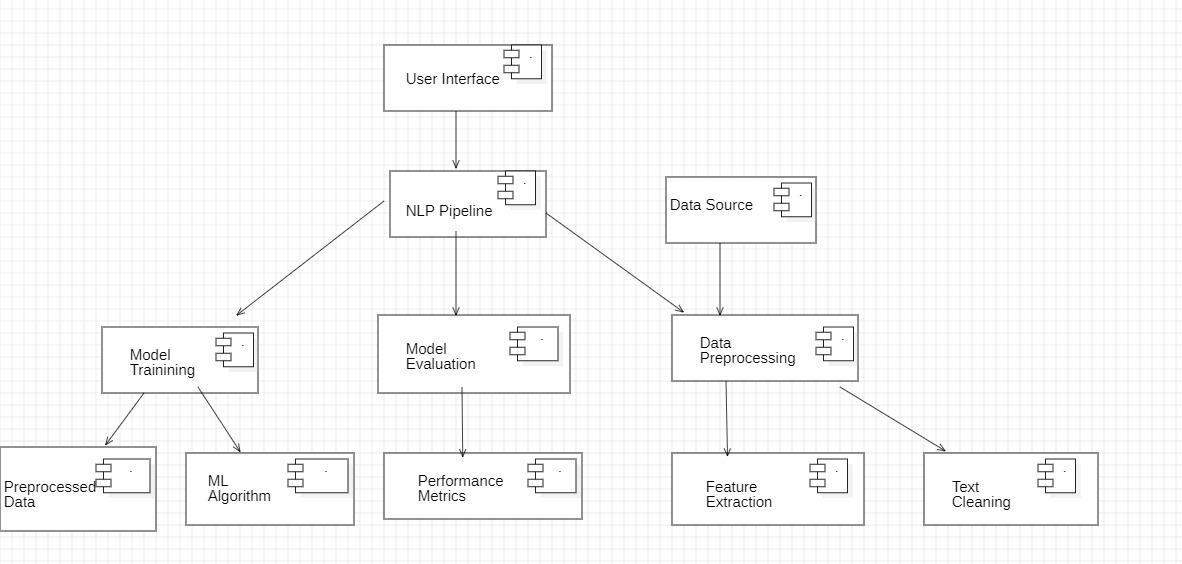 User Interface
NLP Pipeline
Data Source
Model
Trainining
Model
Evaluation
Data
Preprocessing
Preprocessed
Data
ML
Algorithm
Performance
Metrics
Feature
Extraction
Text
Cleaning